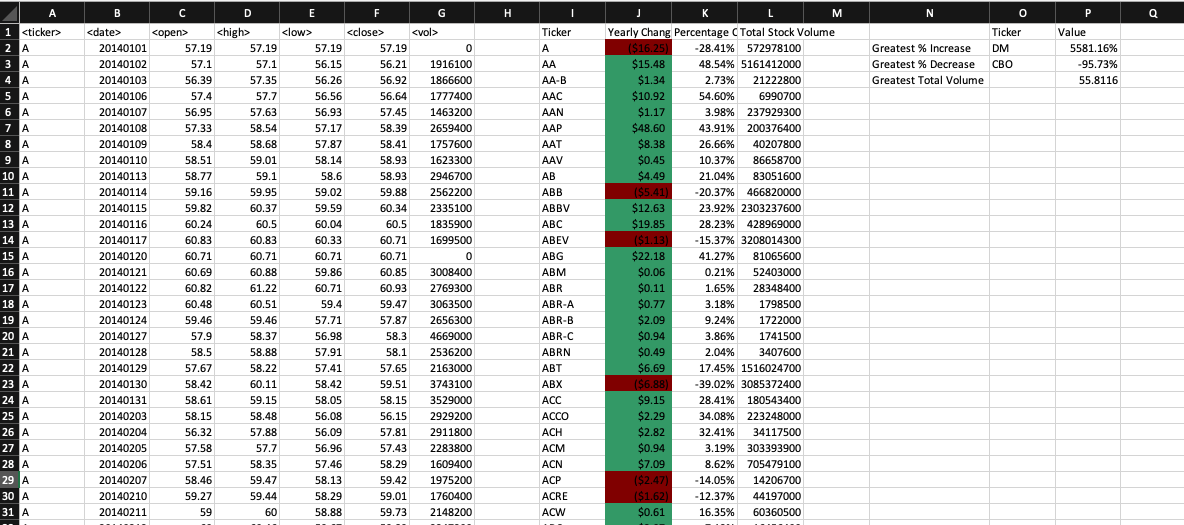 A B C D E F G H I J K L M N O P Q
1 <ticker> <date> <open> <high> <low> <close> <vol> Ticker Yearly Chang Percentage C Total Stock Volume Ticker Value
2 A 20140101 57.19 57.19 57.19 57.19 0 A ($16.25) -28.41% 572978100 Greatest % Increase DM 5581.16%
3 A 20140102 57.1 57.1 56.15 56.21 1916100 AA $15.48 48.54% 5161412000 Greatest % Decrease CBO -95.73%
4 A 20140103 56.39 57.35 56.26 56.92 1866600 AA-B $1.34 2.73% 21222800 Greatest Total Volume 55.8116
5 A 20140106 57.4 57.7 56.56 56.64 1777400 AAC $10.92 54.60% 6990700
6 A 20140107 56.95 57.63 56.93 57.45 1463200 AAN $1.17 3.98% 237929300
7 A 20140108 57.33 58.54 57.17 58.39 2659400 AAP $48.60 43.91% 200376400
8 A 20140109 58.4 58.68 57.87 58.41 1757600 AAT $8.38 26.66% 40207800
9 A 20140110 58.51 59.01 58.14 58.93 1623300 AAV $0.45 10.37% 86658700
10 A 20140113 58.77 59.1 58.6 58.93 2946700 AB $4.49 21.04% 83051600
11 A 20140114 59.16 59.95 59.02 59.88 2562200 ABB ($5.41) -20.37% 466820000
12 A 20140115 59.82 60.37 59.59 60.34 2335100 ABBV $12.63 23.92% 2303237600
13 A 20140116 60.24 60.5 60.04 60.5 1835900 ABC $19.85 28.23% 428969000
14 A 20140117 60.83 60.83 60.33 60.71 1699500 ABEV ($1.13) -15.37% 3208014300
15 A 20140120 60.71 60.71 60.71 60.71 0 ABG $22.18 41.27% 81065600
16 A 20140121 60.69 60.88 59.86 60.85 3008400 ABM $0.06 0.21% 52403000
17 A 20140122 60.82 61.22 60.71 60.93 2769300 ABR $0.11 1.65% 28348400
18 A 20140123 60.48 60.51 59.4 59.47 3063500 ABR-A $0.77 3.18% 1798500
19 A 20140124 59.46 59.46 57.71 57.87 2656300 ABR-B $2.09 9.24% 1722000
20 A 20140127 57.9 58.37 56.98 58.3 4669000 ABR-C $0.94 3.86% 1741500
21 A 20140128 58.5 58.88 57.91 58.1 2536200 ABRN $0.49 2.04% 3407600
22 A 20140129 57.67 58.22 57.41 57.65 2163000 ABT $6.69 17.45% 1516024700
23 A 20140130 58.42 60.11 58.42 59.51 3743100 ABX ($6.88) -39.02% 3085372400
24 A 20140131 58.61 59.15 58.05 58.15 3529000 ACC $9.15 28.41% 180543400
25 A 20140203 58.15 58.48 56.08 56.15 2929200 ACCO $2.29 34.08% 223248000
26 A 20140204 56.32 57.88 56.09 57.81 2911800 ACH $2.82 32.41% 34117500
27 A 20140205 57.58 57.7 56.96 57.43 2283800 ACM $0.94 3.19% 303393900
28 A 20140206 57.51 58.35 57.46 58.29 1609400 ACN $7.09 8.62% 705479100
29 A 20140207 58.46 59.47 58.13 59.42 1975200 ACP ($2.47) -14.05% 14206700
30 A 20140210 59.27 59.44 58.29 59.01 1760400 ACRE ($1.62) -12.37% 44197000
31 A 20140211 59 60 58.88 59.73 2148200 ACW $0.61 16.35% 60360500